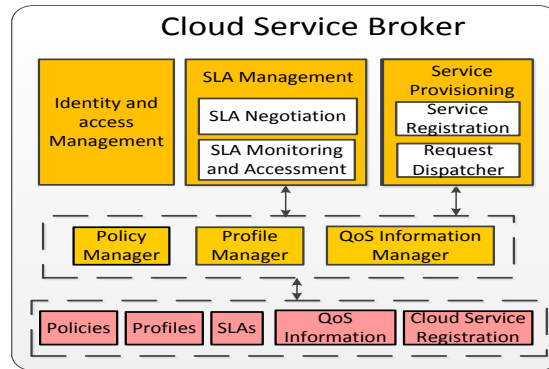 Cloud Service Broker
Identity and
access
Management
SLA Management
SLA Negotiation
SLA Monitoring
and Assessment
Service
Provisioning
Service
Registration
Request
Dispatcher
Policy
Manager
Profile
Manager
QoS Information
Manager
Policies
Profiles
SLAs
QoS
Information
Cloud Service
Registration